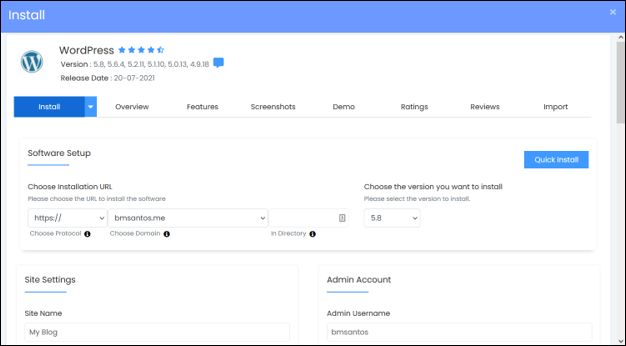 Install ×
WordPress
Version : 5.8, 5.6.4, 5.2.11, 5.1.10, 5.0.13, 4.9.18
Release Date : 20-07-2021
Install Overview Features Screenshots Demo Ratings Reviews Import
Software Setup
Quick Install
Choose Installation URL
Please choose the URL to install the software
https:// bmsantos.me
Choose Protocol Choose Domain In Directory
Choose the version you want to install
Please select the version to install.
5.8
Site Settings
Site Name
My Blog
Admin Account
Admin Username
bmsantos